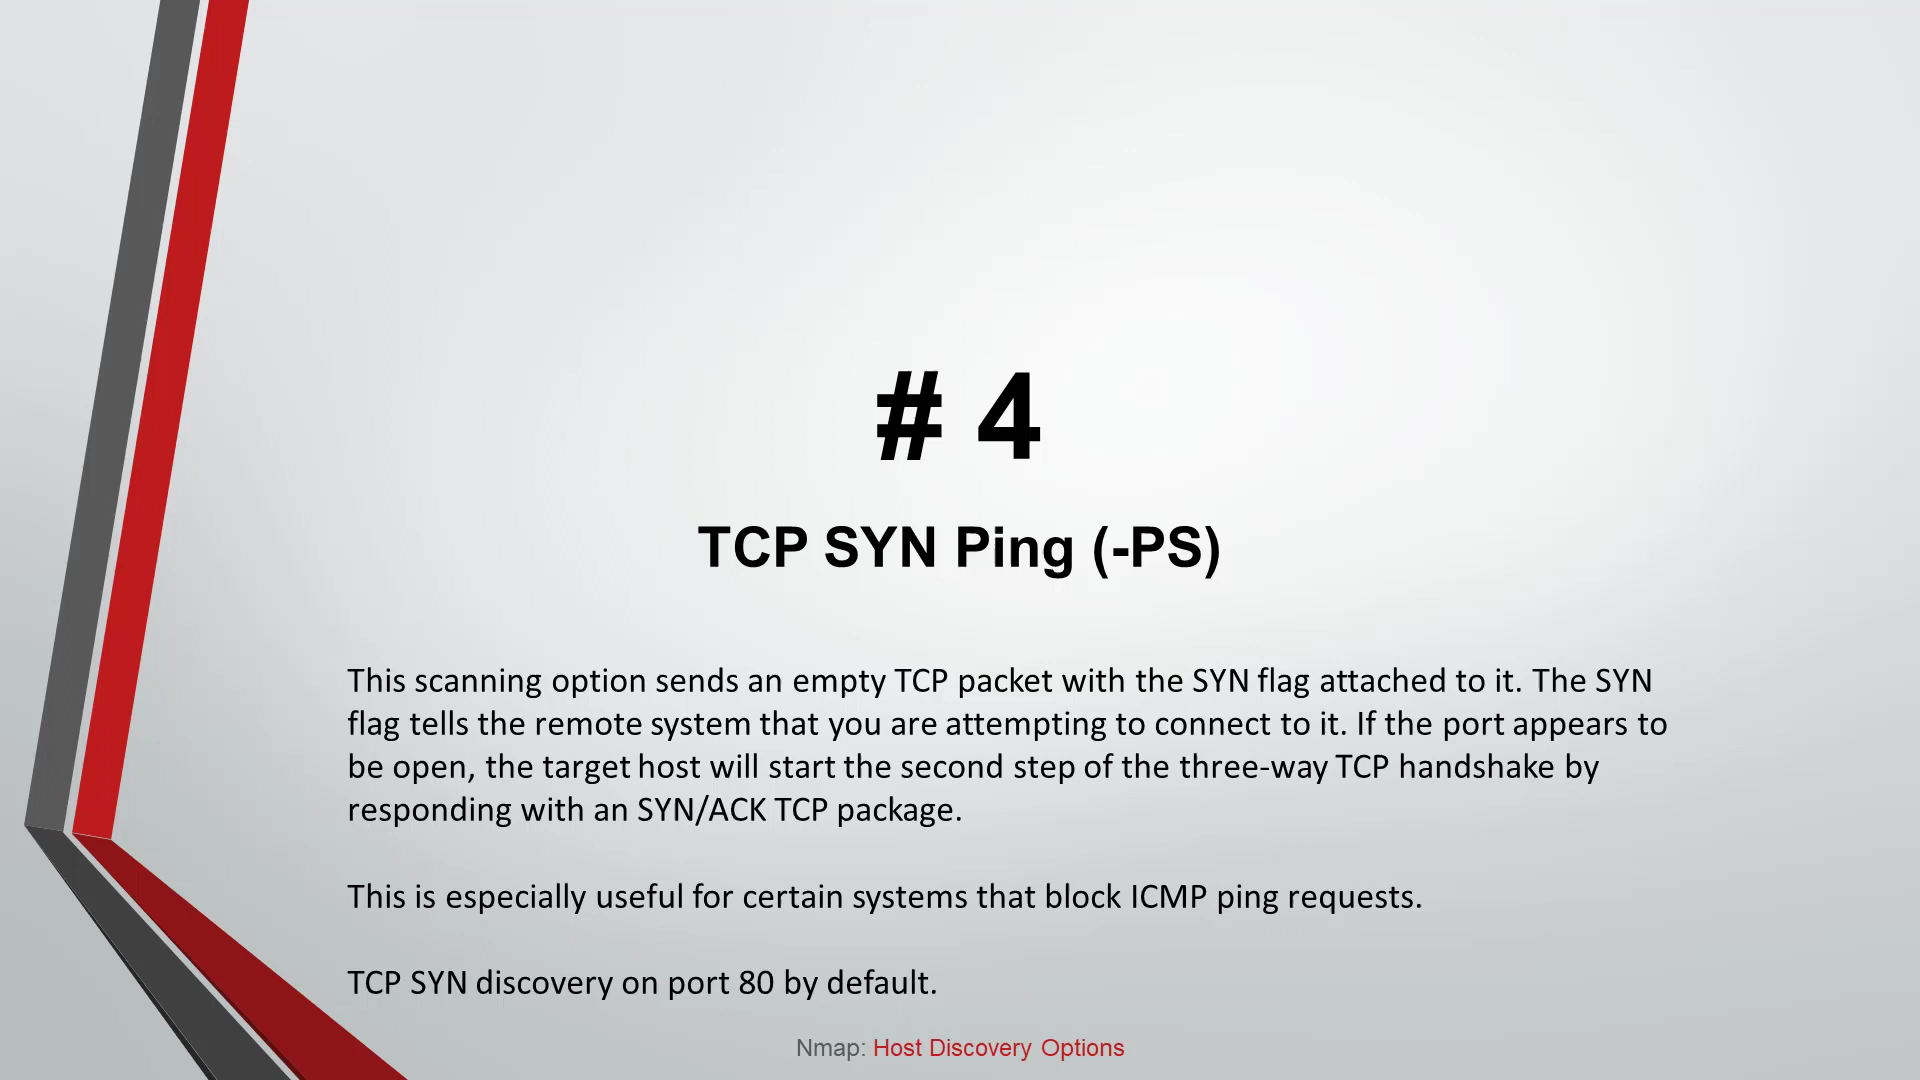 # 4
TCP SYN Ping (-PS)
This scanning option sends an empty TCP packet with the SYN flag attached to it. The SYN
flag tells the remote system that you are attempting to connect to it. If the port appears to
be open, the target host will start the second step of the three-way TCP handshake by
responding with an SYN/ACK TCP package.
This is especially useful for certain systems that block ICMP ping requests.
TCP SYN discovery on port 80 by default.
Nmap: Host Discovery Options